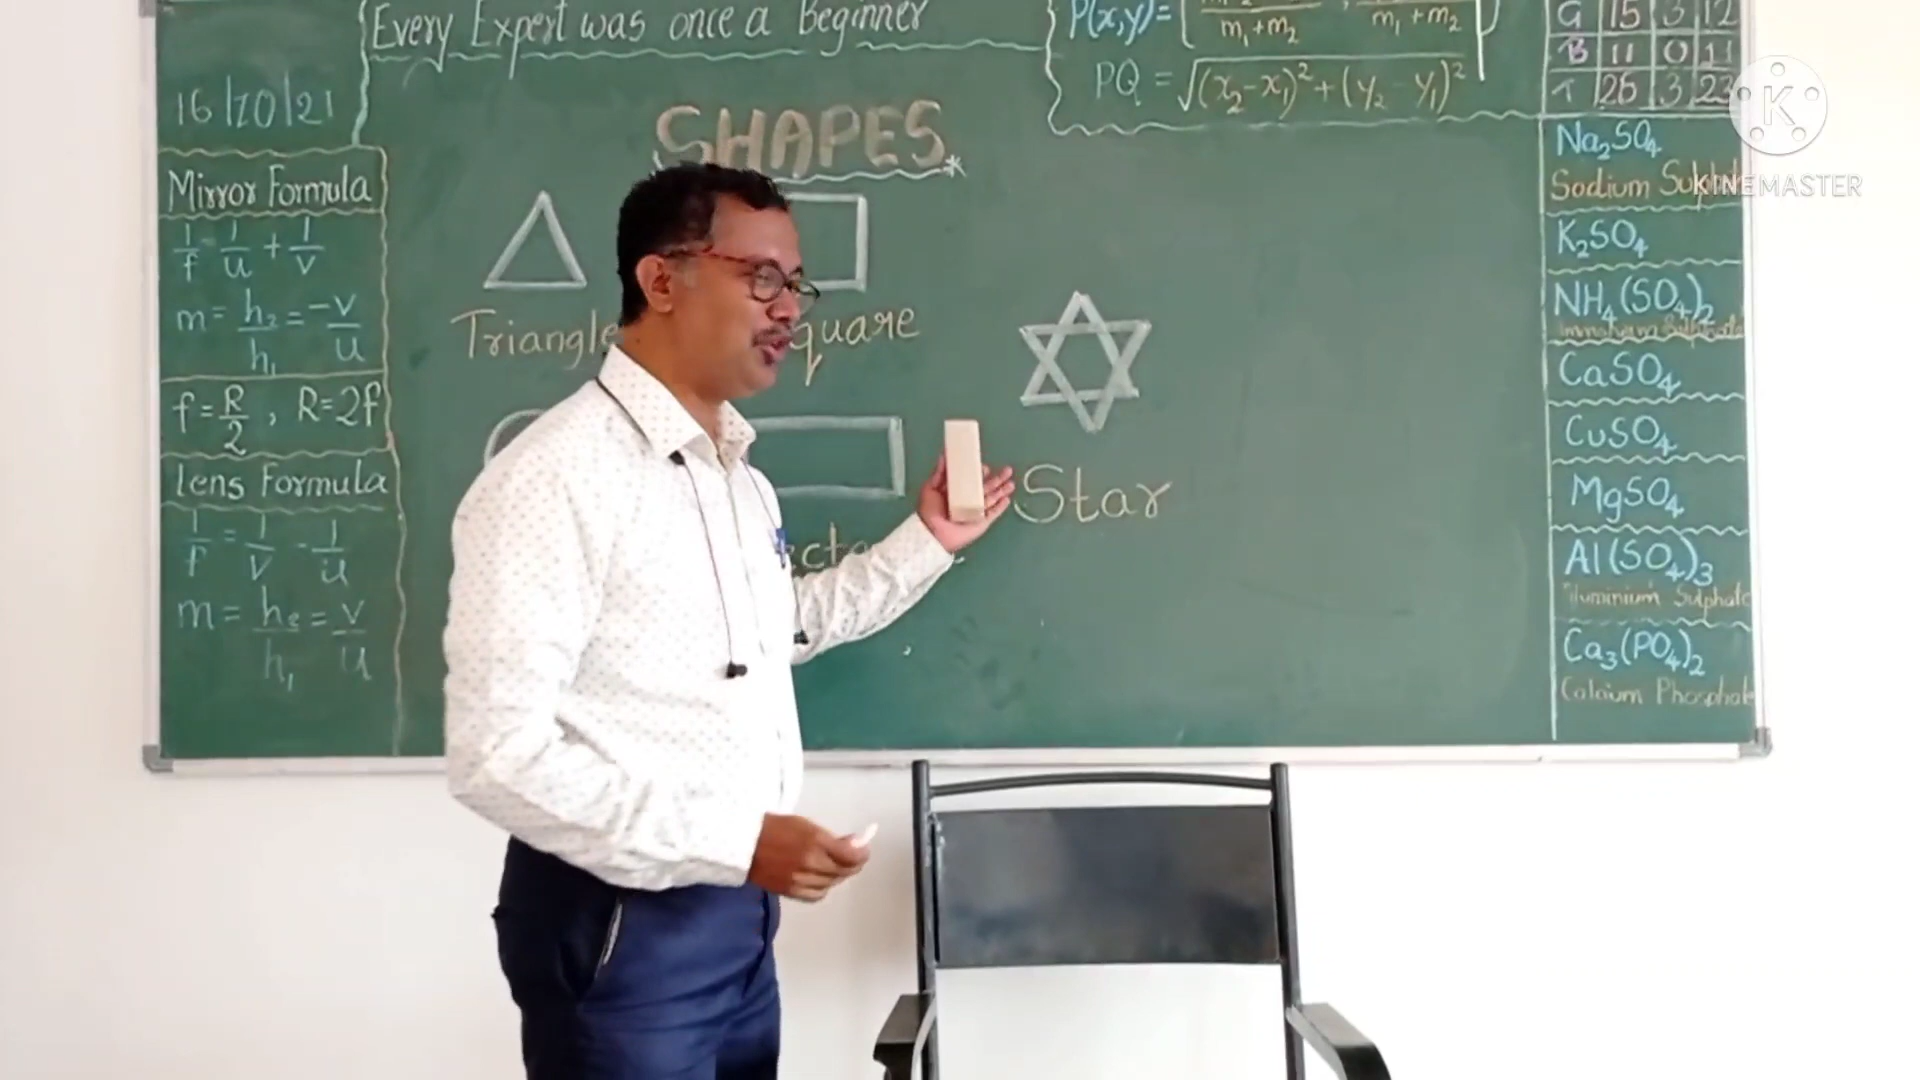 Every Expert was once a Beginner
16/10/21
P(x,y)=
m₁+m₂
m₁+m₂
PQ = √(x₂-x₁)²+(y₂-y₁)²
G 15 3 12
B 11 0 11
T 26 3 23
SHAPES
Mirror Formula
1/f = 1/u + 1/v
m = h₂/h₁ = -v/u
f = R/2 , R=2f
Lens Formula
1/f = 1/v - 1/u
m = h₂/h₁ = v/u
Triangle
quare
Star
Na₂SO₄
Sodium
K₂SO₄
NH₄(SO₄)₂
CaSO₄
CuSO₄
MgSO₄
Al(SO₄)₃
Sulphate
Ca₃(PO₄)₂
Calcium Phosphate
K
KINEMASTER